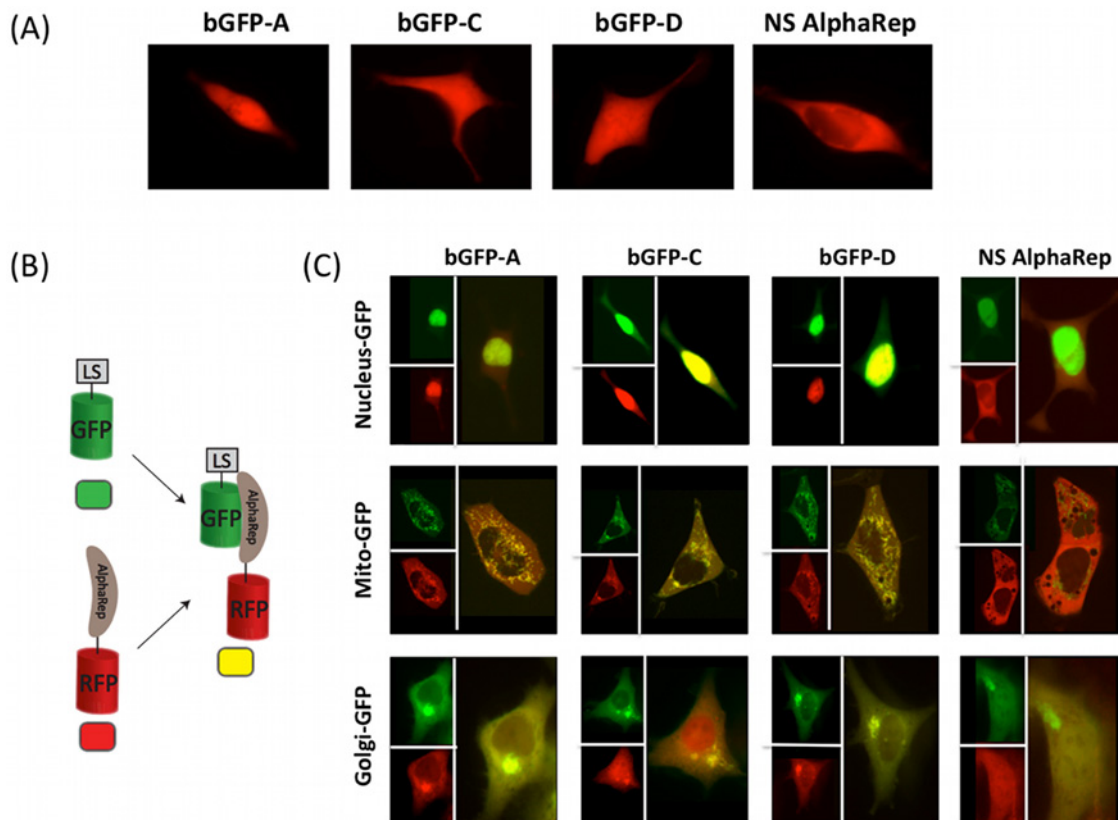 (A)
bGFP-A bGFP-C bGFP-D NS AlphaRep
(B)
LS
GFP
AlphaRep
RFP
LS
GFP
AlphaRep
RFP
(C)
bGFP-A bGFP-C bGFP-D NS AlphaRep
Nucleus-GFP
Mito-GFP
Golgi-GFP